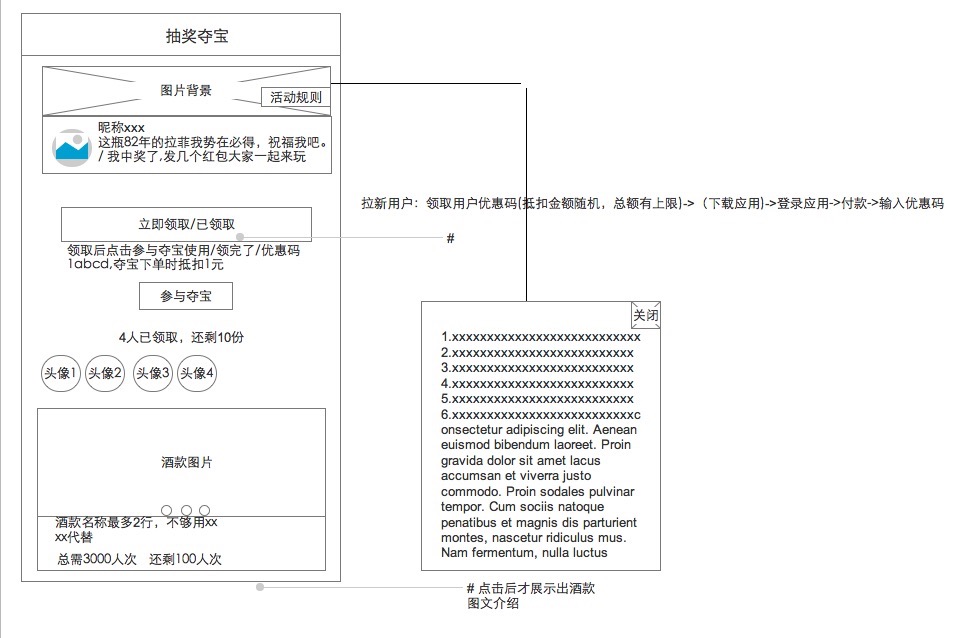 抽奖夺宝
图片背景
活动规则
昵称xxx
这瓶82年的拉菲我势在必得，祝福我吧。
/ 我中奖了,发几个红包大家一起来玩
拉新用户：领取用户优惠码(抵扣金额随机，总额有上限)->（下载应用)->登录应用->付款->输入优惠码
立即领取/已领取
#
领取后点击参与夺宝使用/领完了/优惠码
1abcd,夺宝下单时抵扣1元
参与夺宝
4人已领取，还剩10份
头像1 头像2 头像3 头像4
酒款图片
酒款名称最多2行，不够用xx
xx代替
总需3000人次 还剩100人次
关闭
1.xxxxxxxxxxxxxxxxxxxxxxxxxxx
2.xxxxxxxxxxxxxxxxxxxxxxxxxx
3.xxxxxxxxxxxxxxxxxxxxxxxxxx
4.xxxxxxxxxxxxxxxxxxxxxxxxxx
5.xxxxxxxxxxxxxxxxxxxxxxxxxx
6.xxxxxxxxxxxxxxxxxxxxxxxxxxc
onsectetur adipiscing elit. Aenean
euismod bibendum laoreet. Proin
gravida dolor sit amet lacus
accumsan et viverra justo
commodo. Proin sodales pulvinar
tempor. Cum sociis natoque
penatibus et magnis dis parturient
montes, nascetur ridiculus mus.
Nam fermentum, nulla luctus
# 点击后才展示出酒款
图文介绍